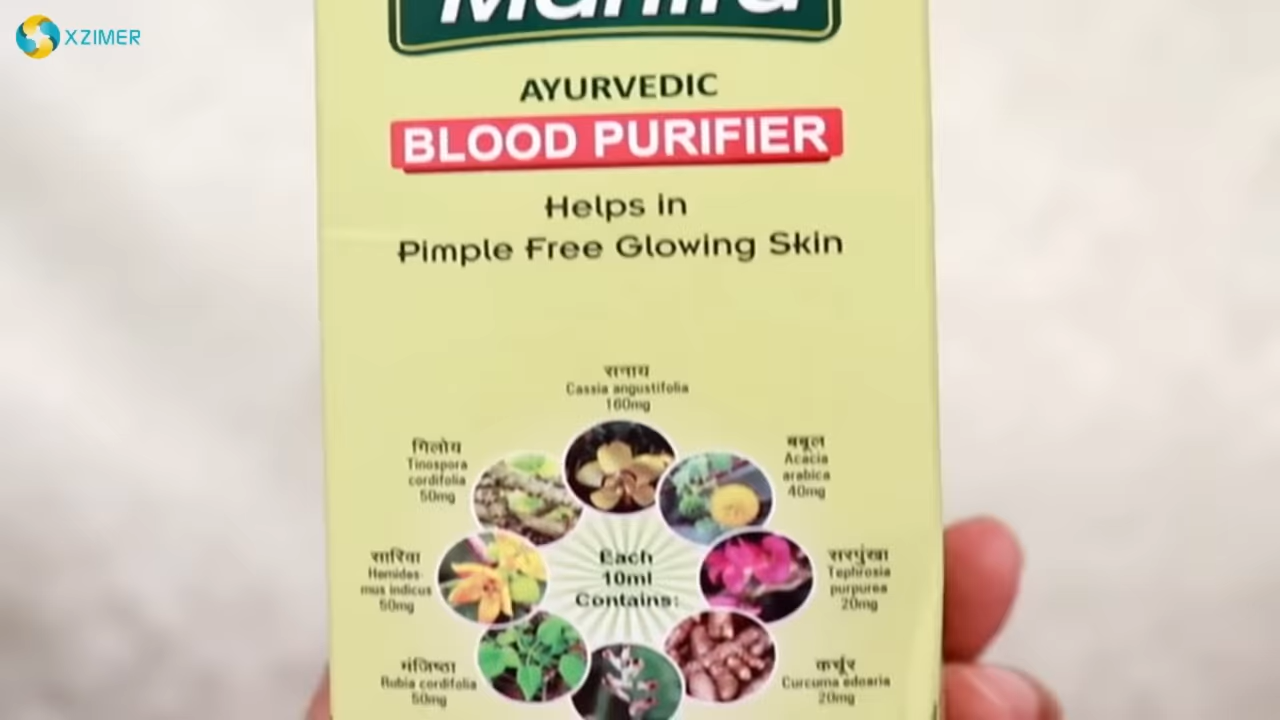 XZIMER
AYURVEDIC
BLOOD PURIFIER
Helps in
Pimple Free Glowing Skin
सनाय
Cassia angustifolia
160mg
गिलोय
Tinospora
cordifolia
50mg
बबूल
Acacia
arabica
40mg
सारिवा
Hemides-
mus indicus
50mg
Each
10ml
Contains:
सरपुंखा
Tephrosia
purpurea
20mg
मंजिष्ठा
Rubia cordifolia
50mg
कर्चूर
Curcuma edoaria
20mg